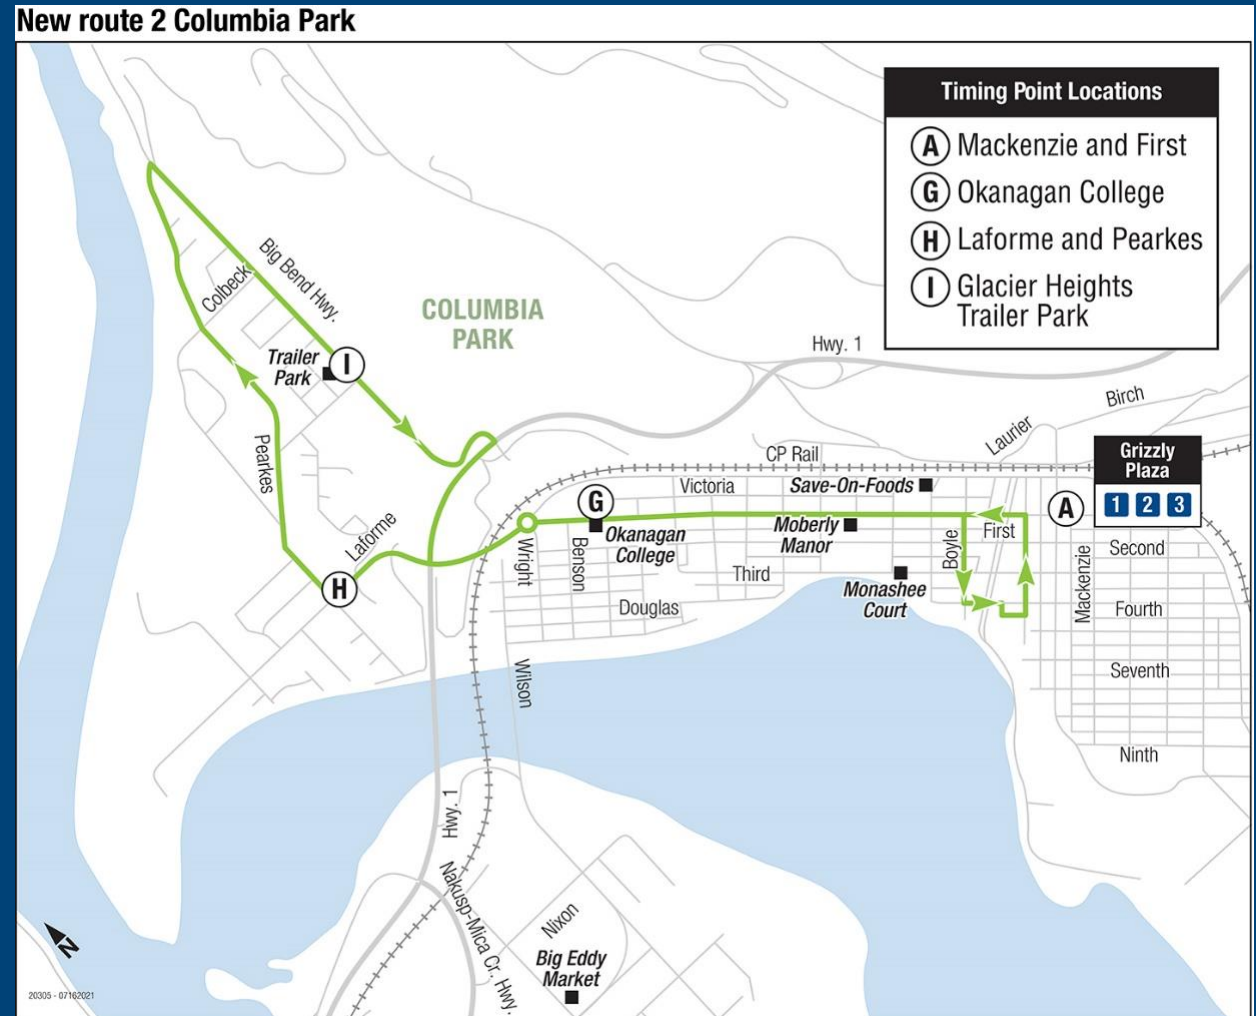 New route 2 Columbia Park
Timing Point Locations
A Mackenzie and First
G Okanagan College
H Laforme and Pearkes
I Glacier Heights
Trailer Park
Big Bend Hwy.
Colbeck
COLUMBIA
PARK
Trailer
Park
I
Hwy. 1
Birch
Laurier
Pearkes
CP Rail
Grizzly
Plaza
1 2 3
Victoria
Save-On-Foods
G
A
Laforme
Okanagan
College
Moberly
Manor
First
Boyle
Second
Wright
Benson
Third
H
Monashee
Court
Mackenzie
Douglas
Fourth
Wilson
Seventh
Ninth
Hwy. 1
Nakusp-Mica Cr. Hwy.
Nixon
N
Big Eddy
Market
20305 - 07162021